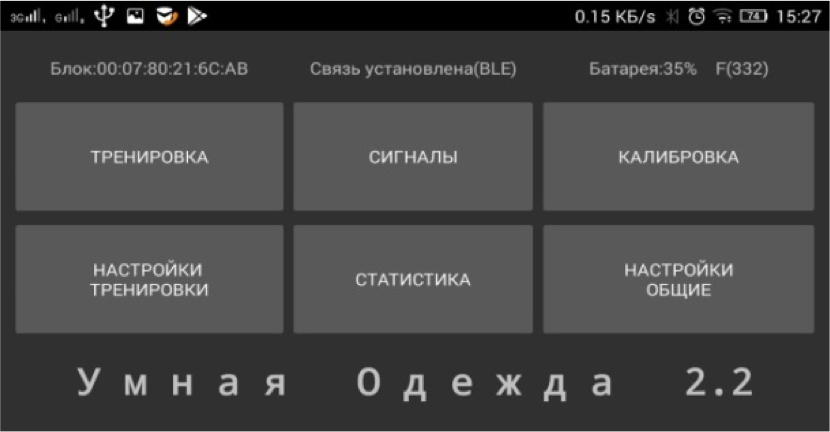 3G G 0.15 КБ/s 74 15:27
Блок:00:07:80:21:6C:AB Связь установлена(BLE) Батарея:35% F(332)
ТРЕНИРОВКА СИГНАЛЫ КАЛИБРОВКА
НАСТРОЙКИ
ТРЕНИРОВКИ
СТАТИСТИКА
НАСТРОЙКИ
ОБЩИЕ
Умная Одежда 2.2